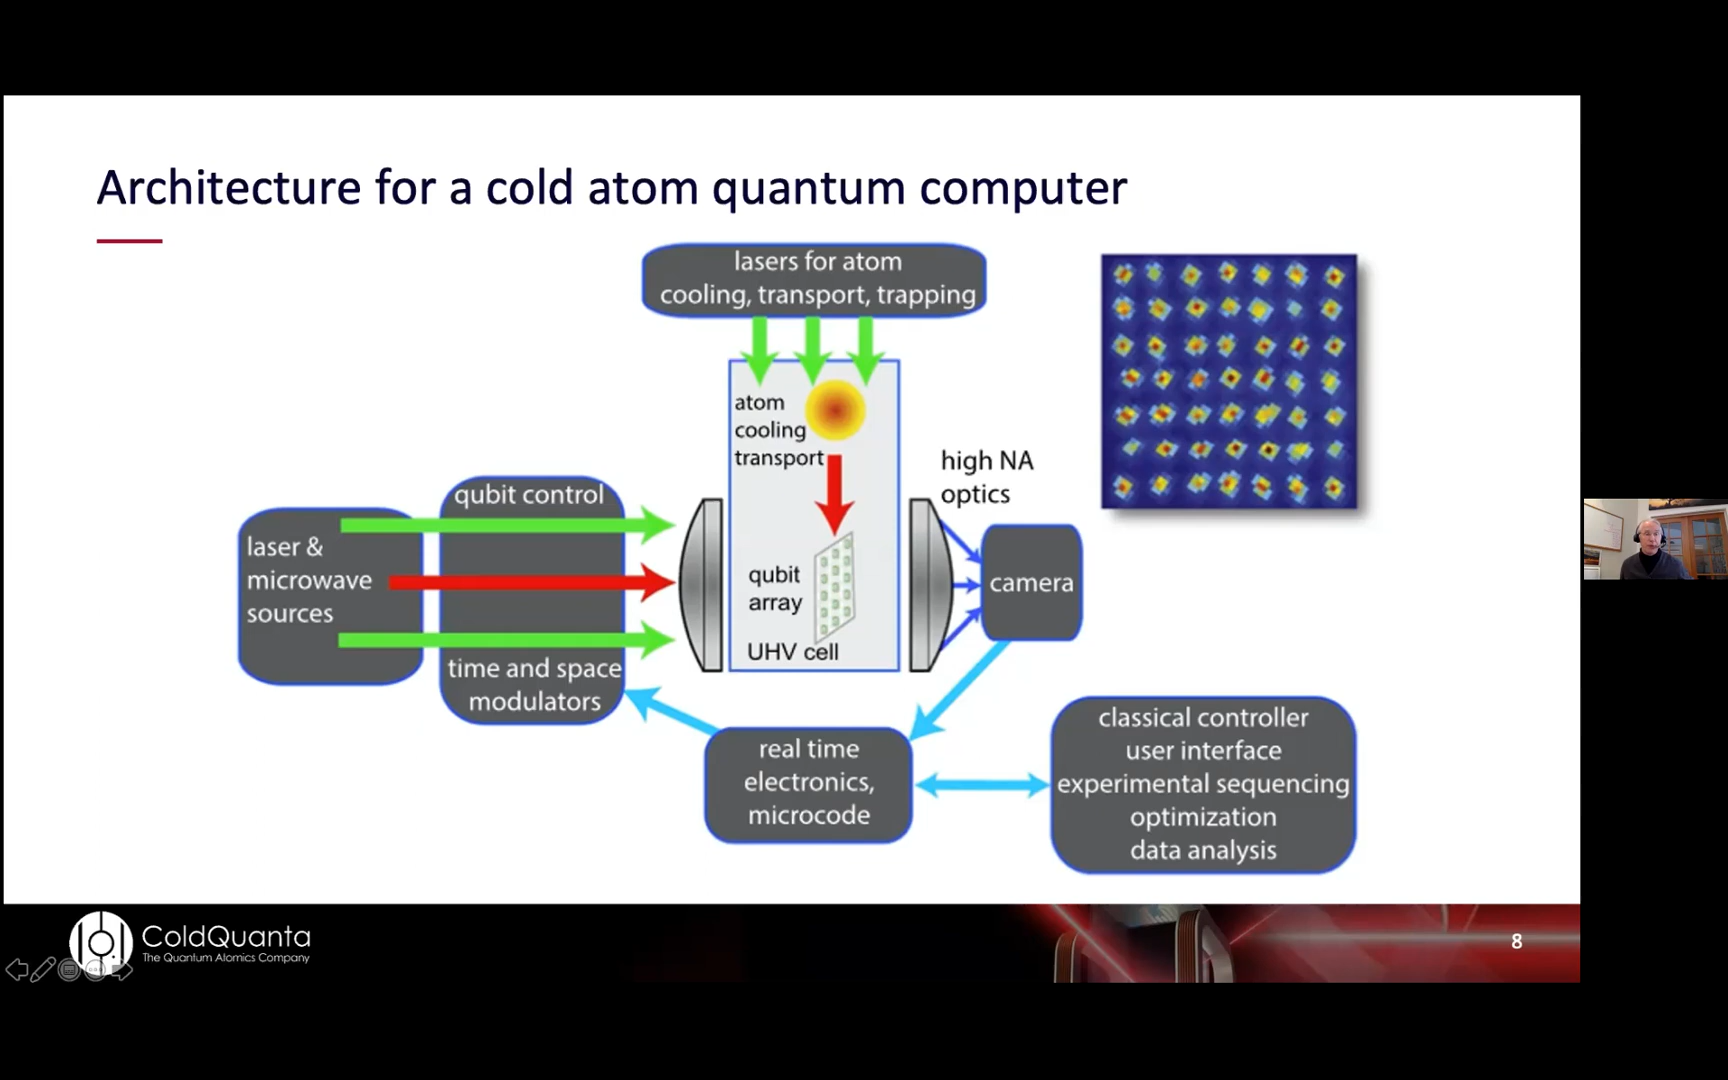 Architecture for a cold atom quantum computer
lasers for atom
cooling, transport, trapping
atom
cooling
transport
high NA
optics
qubit control
laser &
microwave
sources
camera
qubit
array
UHV cell
time and space
modulators
real time
electronics,
microcode
classical controller
user interface
experimental sequencing
optimization
data analysis
ColdQuanta
The Quantum Atomics Company
8